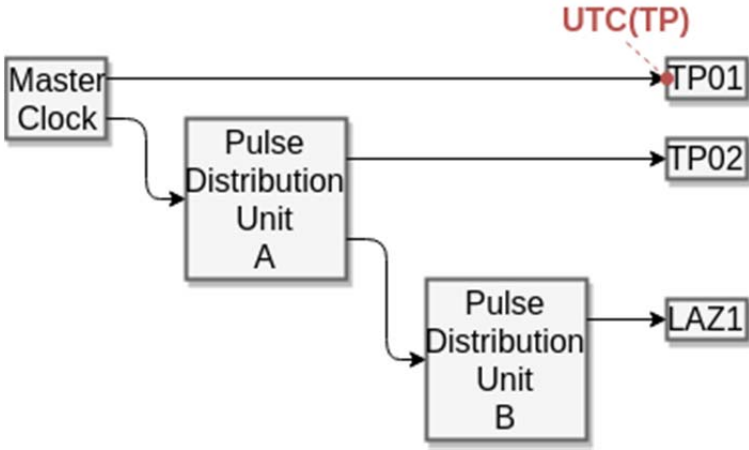 UTC(TP)
Master
Clock
TP01
Pulse
Distribution
Unit
A
TP02
Pulse
Distribution
Unit
B
LAZ1